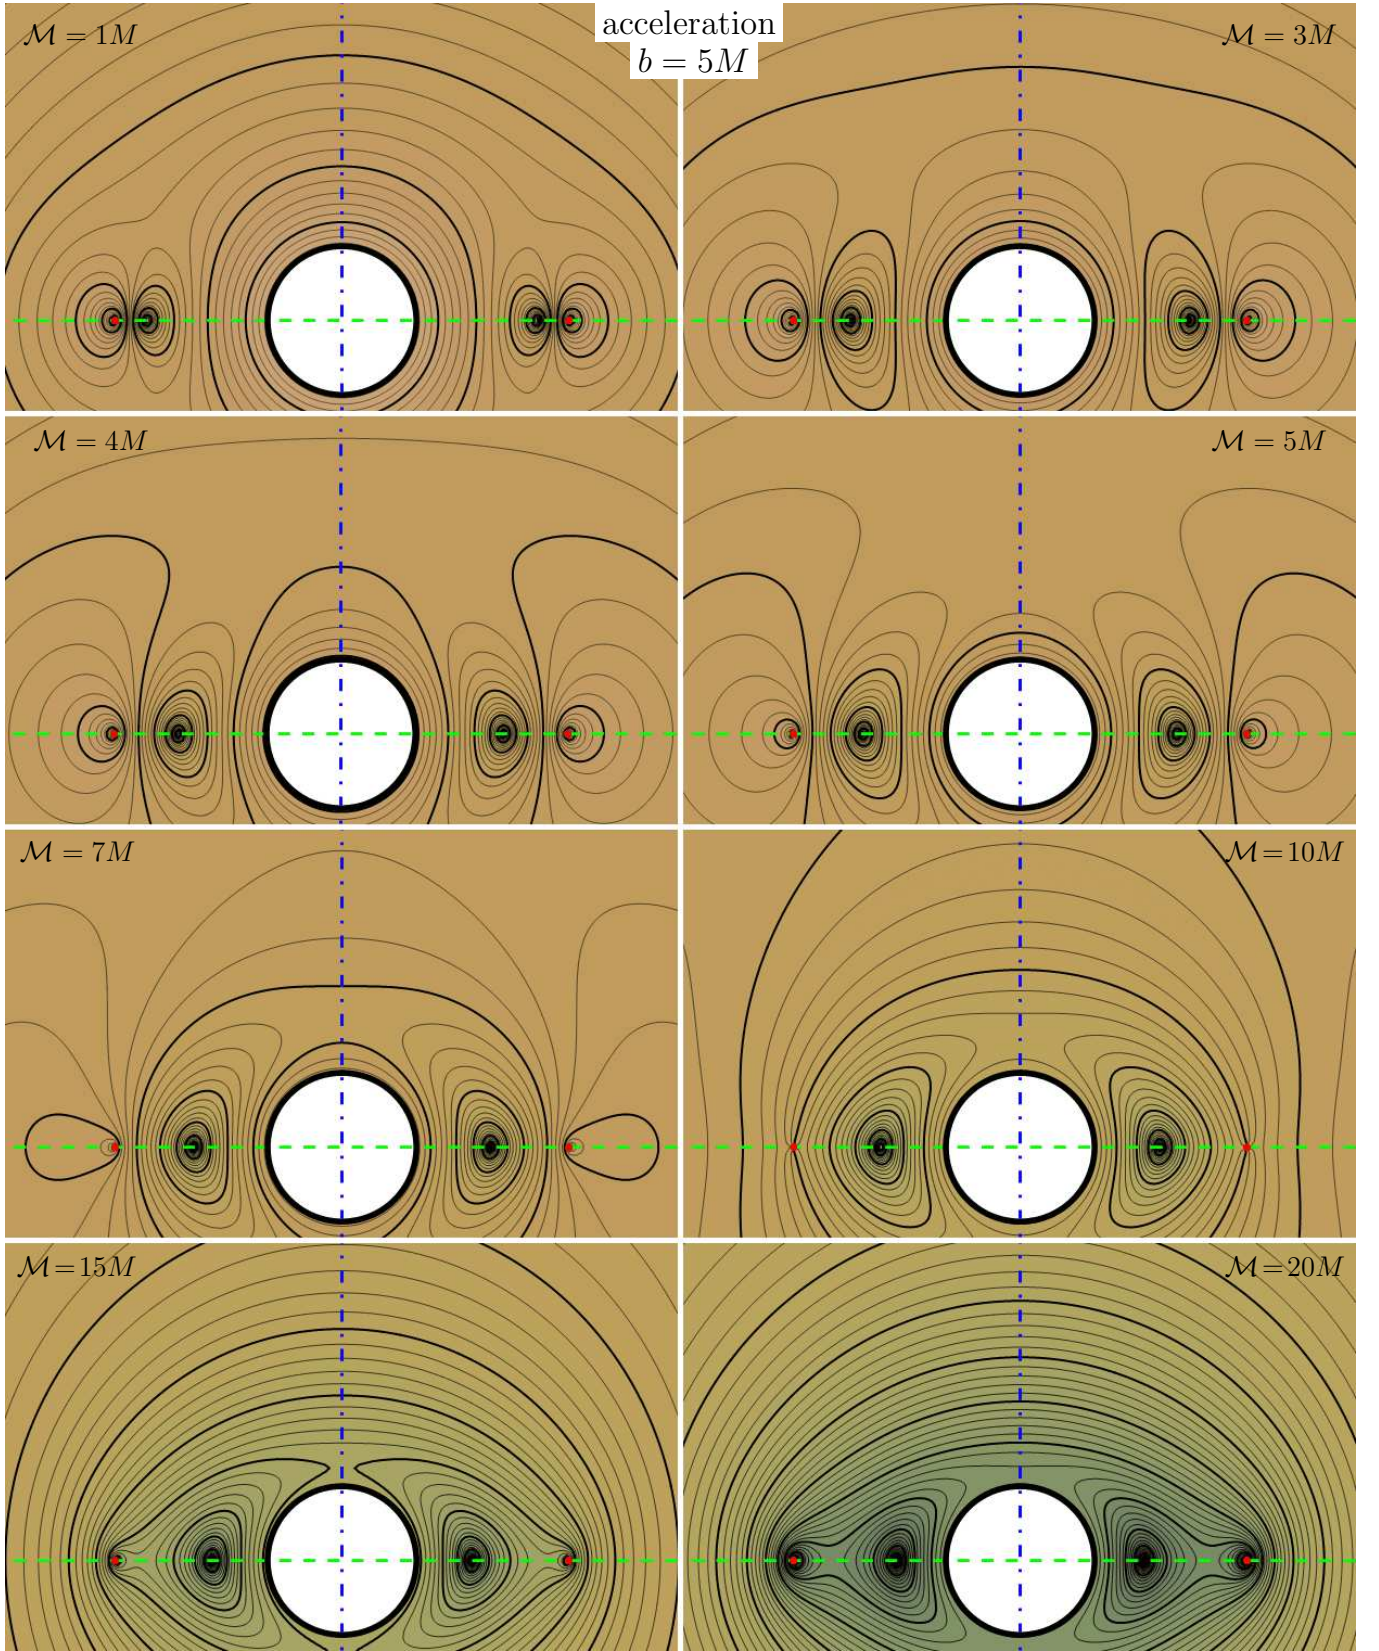 acceleration
b = 5M
ℳ = 1M
ℳ = 3M
ℳ = 4M
ℳ = 5M
ℳ = 7M
ℳ = 10M
ℳ = 15M
ℳ = 20M